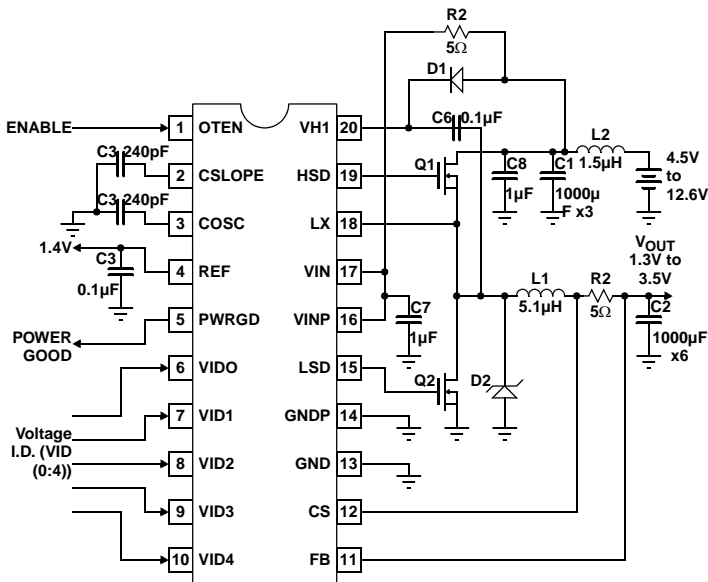 R2
5Ω
D1
C6 0.1µF
ENABLE
1 OTEN
VH1 20
C3 240pF
2 CSLOPE
HSD 19
Q1
C8
1µF
C1
1000µ
F x3
L2
1.5µH
4.5V
to
12.6V
C3 240pF
3 COSC
LX 18
1.4V
4 REF
VIN 17
C3
0.1µF
VOUT
1.3V to
3.5V
L1
5.1µH
R2
5Ω
C2
1000µF
x6
5 PWRGD
VINP 16
C7
1µF
POWER
GOOD
6 VIDO
LSD 15
Q2
D2
7 VID1
GNDP 14
Voltage
I.D. (VID
(0:4))
8 VID2
GND 13
9 VID3
CS 12
10 VID4
FB 11